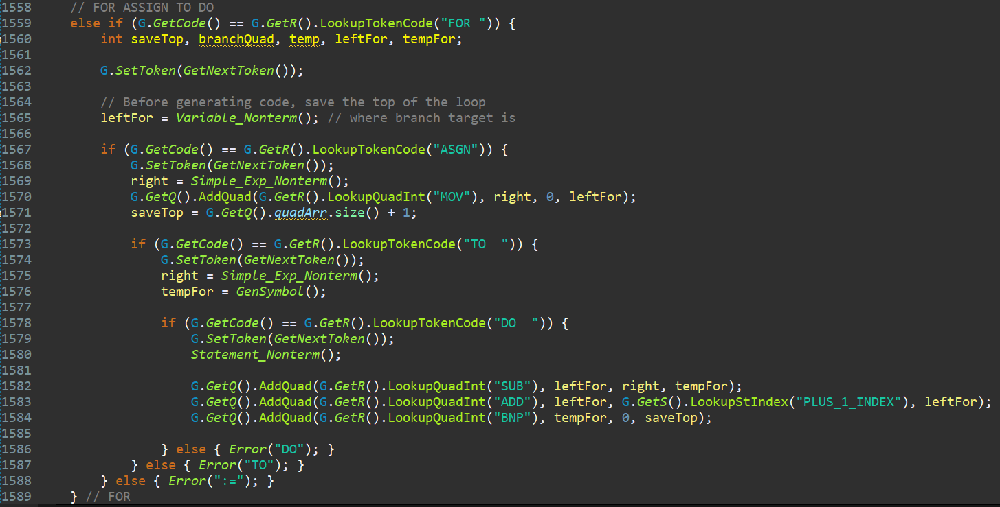 1558     // FOR ASSIGN TO DO
1559     else if (G.GetCode() == G.GetR().LookupTokenCode("FOR ")) {
1560         int saveTop, branchQuad, temp, leftFor, tempFor;
1561
1562         G.SetToken(GetNextToken());
1563
1564         // Before generating code, save the top of the loop
1565         leftFor = Variable_Nonterm(); // where branch target is
1566
1567         if (G.GetCode() == G.GetR().LookupTokenCode("ASGN")) {
1568             G.SetToken(GetNextToken());
1569             right = Simple_Exp_Nonterm();
1570             G.GetQ().AddQuad(G.GetR().LookupQuadInt("MOV"), right, 0, leftFor);
1571             saveTop = G.GetQ().quadArr.size() + 1;
1572
1573             if (G.GetCode() == G.GetR().LookupTokenCode("TO  ")) {
1574                 G.SetToken(GetNextToken());
1575                 right = Simple_Exp_Nonterm();
1576                 tempFor = GenSymbol();
1577
1578                 if (G.GetCode() == G.GetR().LookupTokenCode("DO  ")) {
1579                     G.SetToken(GetNextToken());
1580                     Statement_Nonterm();
1581
1582                     G.GetQ().AddQuad(G.GetR().LookupQuadInt("SUB"), leftFor, right, tempFor);
1583                     G.GetQ().AddQuad(G.GetR().LookupQuadInt("ADD"), leftFor, G.GetS().LookupStIndex("PLUS_1_INDEX"), leftFor);
1584                     G.GetQ().AddQuad(G.GetR().LookupQuadInt("BNP"), tempFor, 0, saveTop);
1585
1586                 } else { Error("DO"); }
1587             } else { Error("TO"); }
1588         } else { Error(":="); }
1589     } // FOR